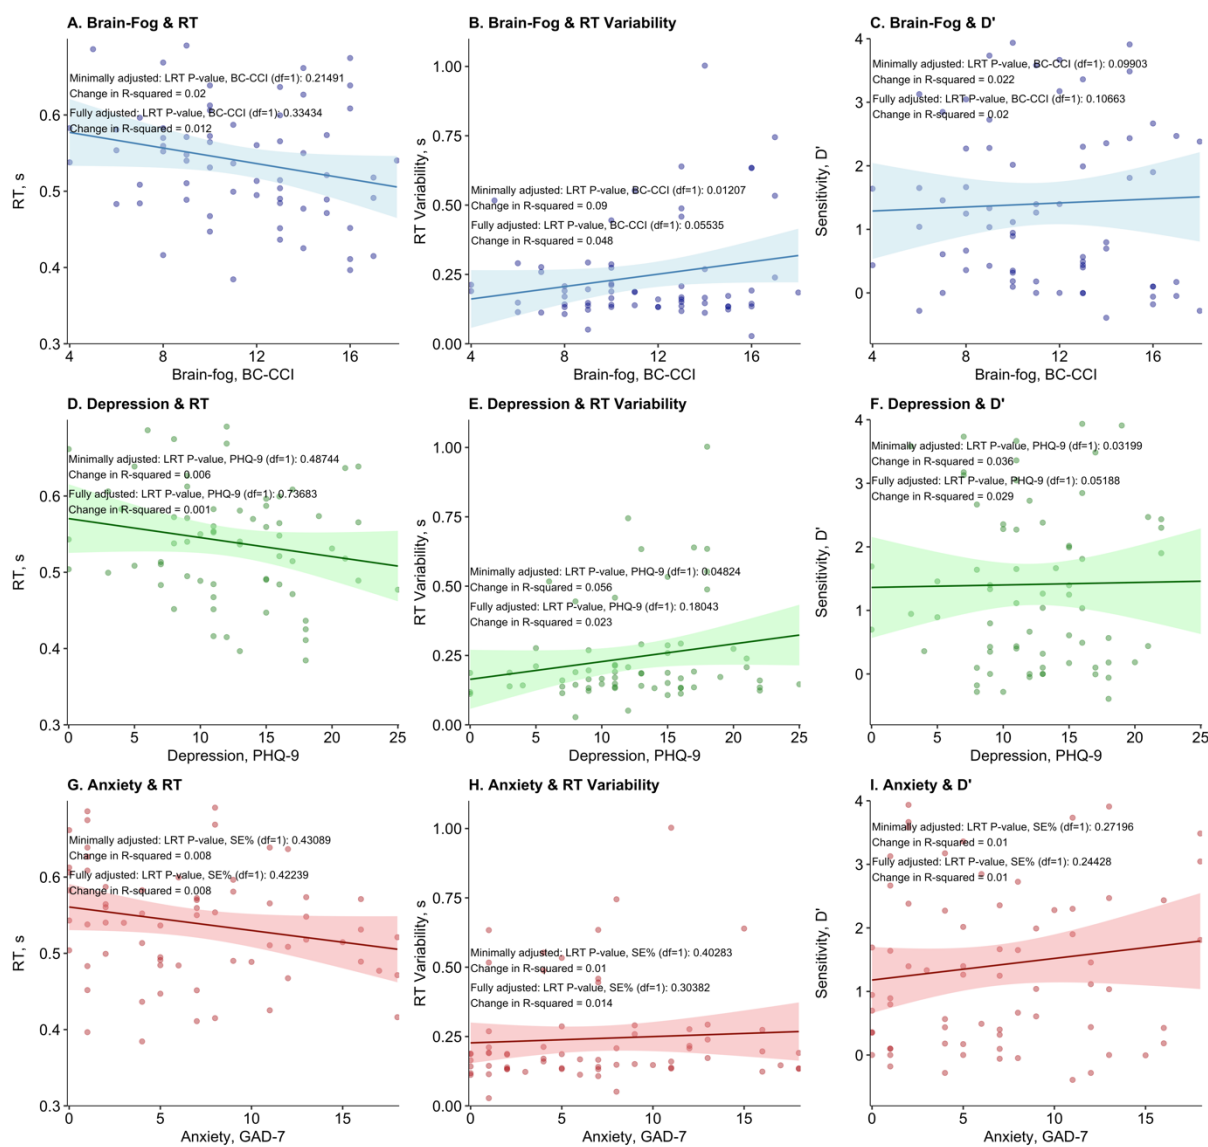 A. Brain-Fog & RT
Minimally adjusted: LRT P-value, BC-CCI (df=1): 0.21491
Change in R-squared = 0.02
Fully adjusted: LRT P-value, BC-CCI (df=1): 0.33434
Change in R-squared = 0.012
RT, s
0.6
0.5
0.4
0.3
4
8
12
16
Brain-fog, BC-CCI
B. Brain-Fog & RT Variability
Minimally adjusted: LRT P-value, BC-CCI (df=1): 0.01207
Change in R-squared = 0.09
Fully adjusted: LRT P-value, BC-CCI (df=1): 0.05535
Change in R-squared = 0.048
RT Variability, s
1.00
0.75
0.50
0.25
0.00
4
8
12
16
Brain-fog, BC-CCI
C. Brain-Fog & D'
Minimally adjusted: LRT P-value, BC-CCI (df=1): 0.09903
Change in R-squared = 0.022
Fully adjusted: LRT P-value, BC-CCI (df=1): 0.10663
Change in R-squared = 0.02
Sensitivity, D'
4
3
2
1
0
4
8
12
16
Brain-fog, BC-CCI
D. Depression & RT
Minimally adjusted: LRT P-value, PHQ-9 (df=1): 0.48744
Change in R-squared = 0.006
Fully adjusted: LRT P-value, PHQ-9 (df=1): 0.73683
Change in R-squared = 0.001
RT, s
0.6
0.5
0.4
0.3
0
5
10
15
20
25
Depression, PHQ-9
E. Depression & RT Variability
Minimally adjusted: LRT P-value, PHQ-9 (df=1): 0.04824
Change in R-squared = 0.056
Fully adjusted: LRT P-value, PHQ-9 (df=1): 0.18043
Change in R-squared = 0.023
RT Variability, s
1.00
0.75
0.50
0.25
0.00
0
5
10
15
20
25
Depression, PHQ-9
F. Depression & D'
Minimally adjusted: LRT P-value, PHQ-9 (df=1): 0.03199
Change in R-squared = 0.036
Fully adjusted: LRT P-value, PHQ-9 (df=1): 0.05188
Change in R-squared = 0.029
Sensitivity, D'
4
3
2
1
0
0
5
10
15
20
25
Depression, PHQ-9
G. Anxiety & RT
Minimally adjusted: LRT P-value, SE% (df=1): 0.43089
Change in R-squared = 0.008
Fully adjusted: LRT P-value, SE% (df=1): 0.42239
Change in R-squared = 0.008
RT, s
0.6
0.5
0.4
0.3
0
5
10
15
Anxiety, GAD-7
H. Anxiety & RT Variability
Minimally adjusted: LRT P-value, SE% (df=1): 0.40283
Change in R-squared = 0.01
Fully adjusted: LRT P-value, SE% (df=1): 0.30382
Change in R-squared = 0.014
RT Variability, s
1.00
0.75
0.50
0.25
0.00
0
5
10
15
Anxiety, GAD-7
I. Anxiety & D'
Minimally adjusted: LRT P-value, SE% (df=1): 0.27196
Change in R-squared = 0.01
Fully adjusted: LRT P-value, SE% (df=1): 0.24428
Change in R-squared = 0.01
Sensitivity, D'
4
3
2
1
0
0
5
10
15
Anxiety, GAD-7